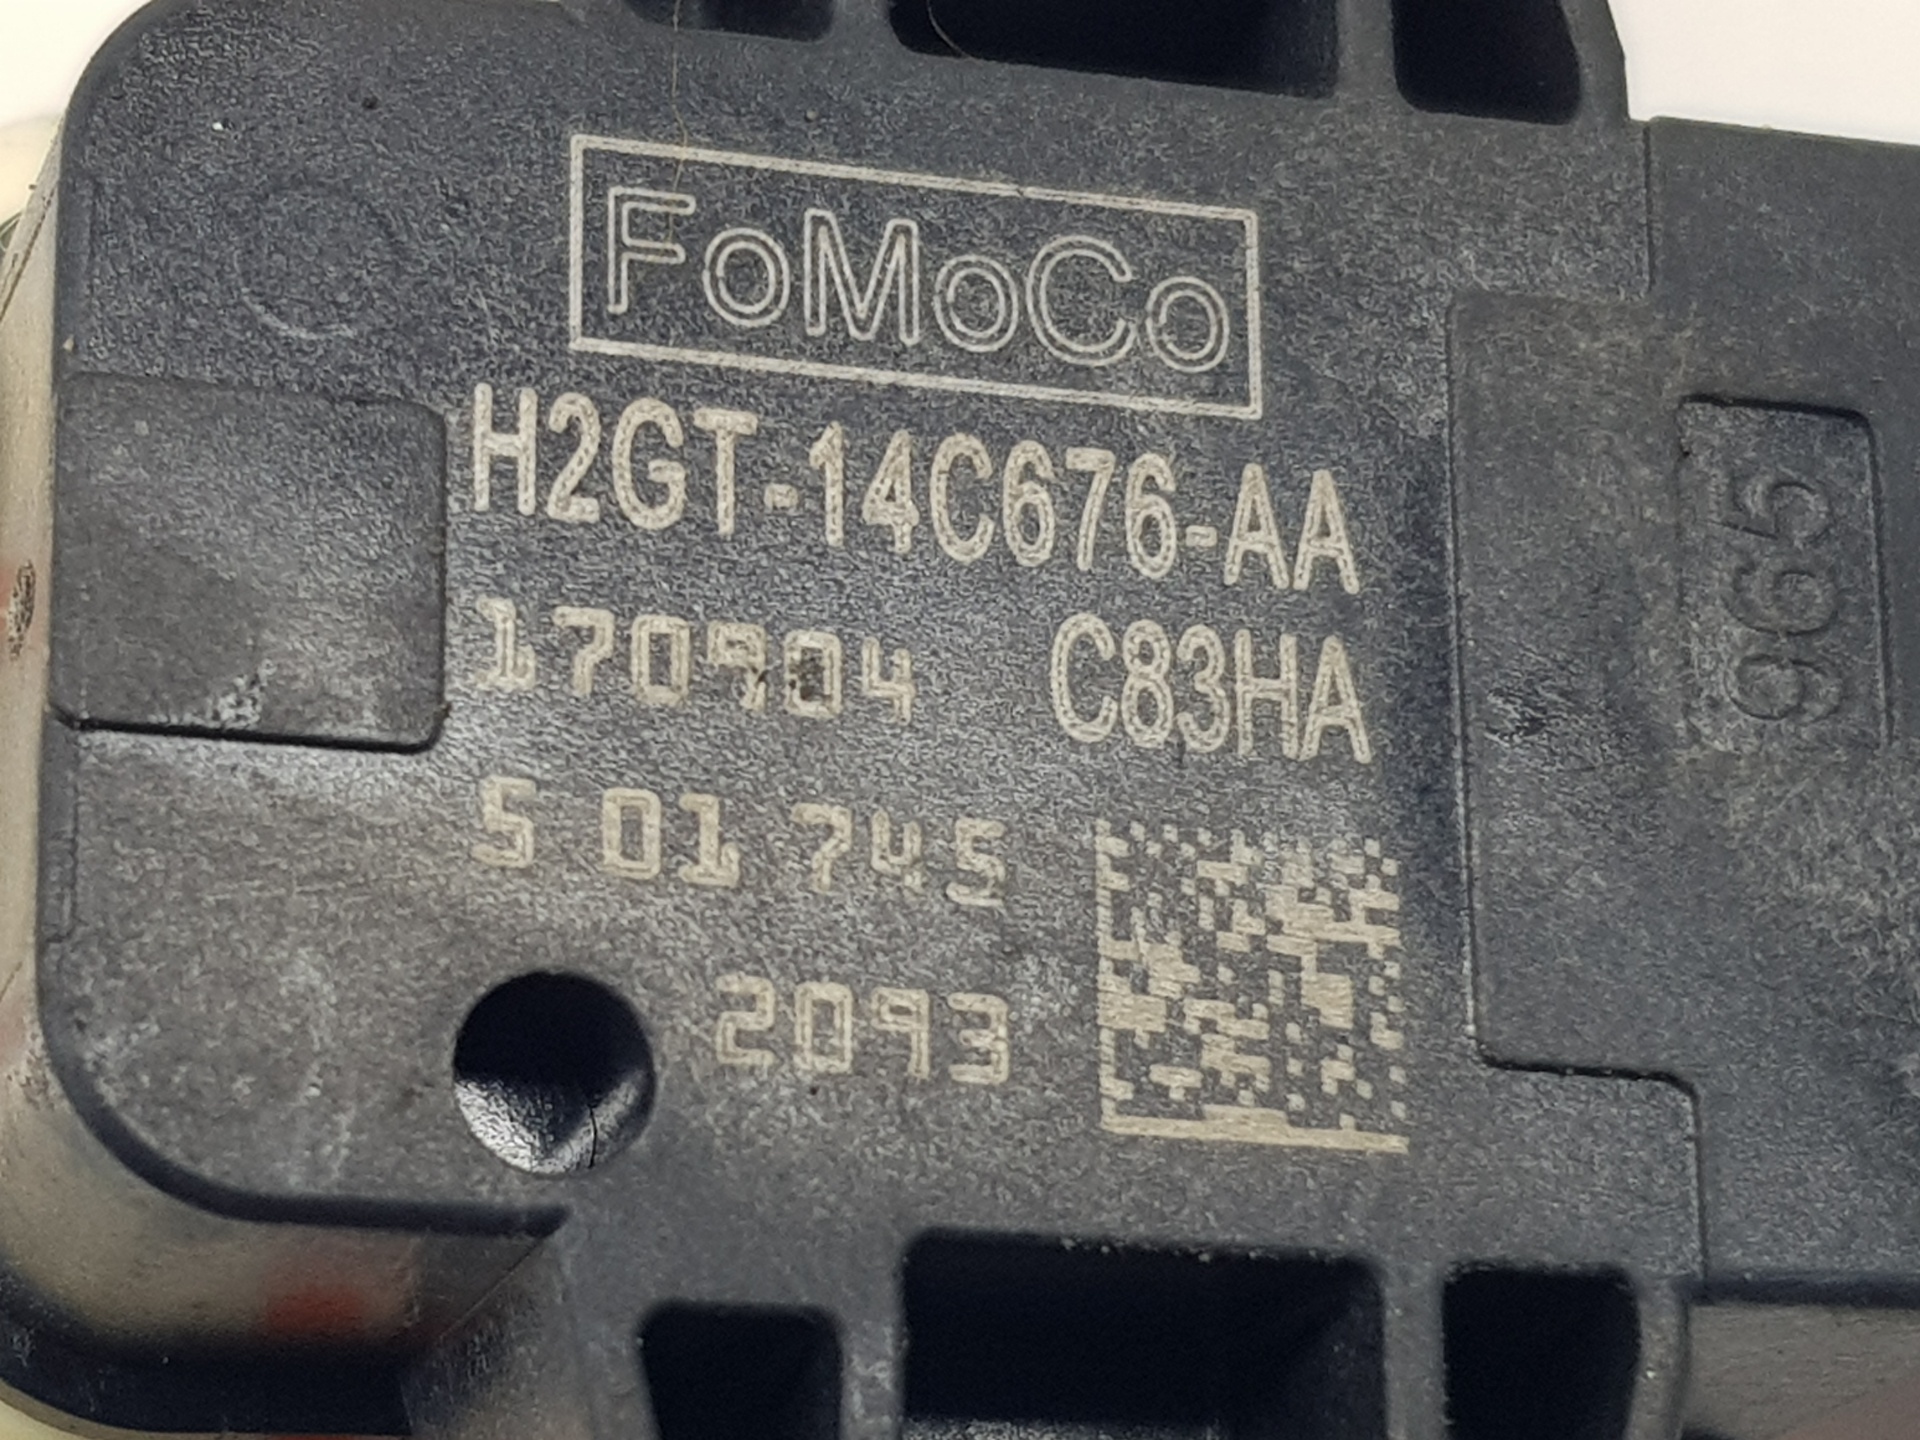 FoMoCo
H2GT-14C676-AA
170904 C83HA
5 01 745
2093
965